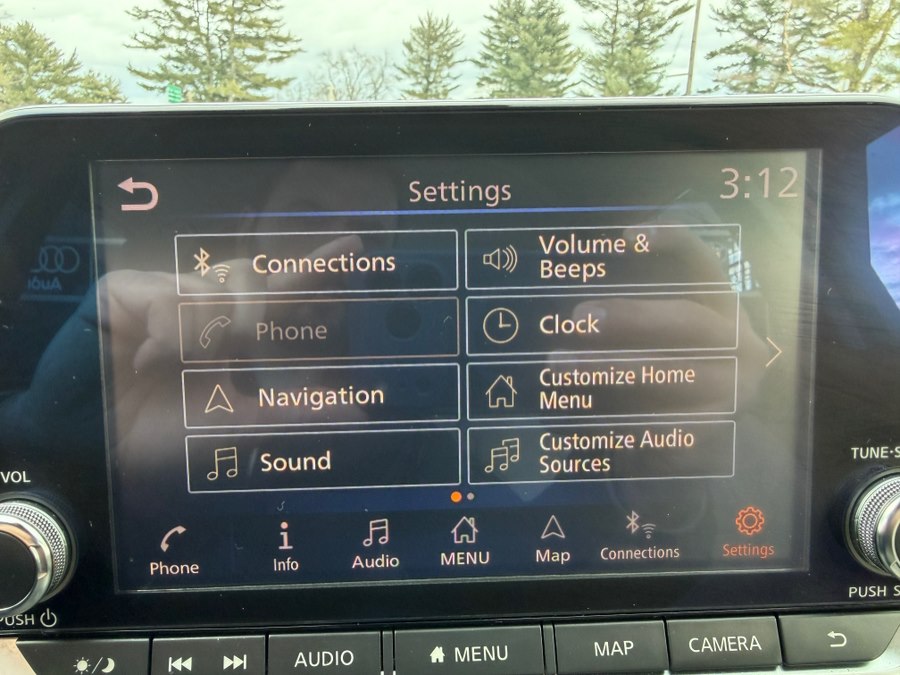 Settings
3:12
Connections
Volume &
Beeps
Phone
Clock
Navigation
Customize Home
Menu
Sound
Customize Audio
Sources
Phone
Info
Audio
MENU
Map
Connections
Settings
VOL
PUSH
TUNE·S
PUSH S
AUDIO
MENU
MAP
CAMERA
Audi